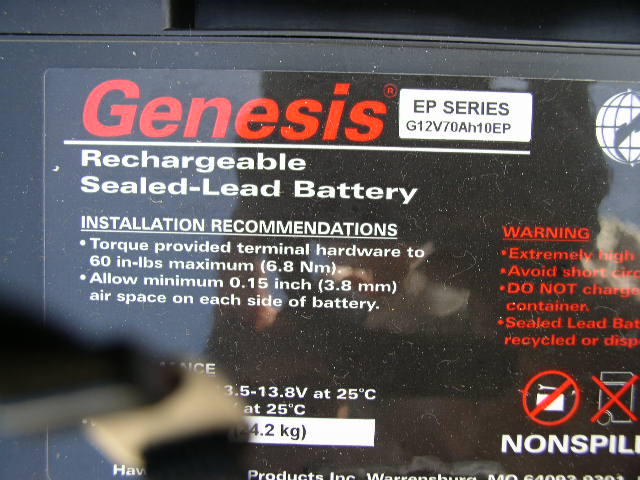 Genesis®
EP SERIES
G12V70Ah10EP
Rechargeable
Sealed-Lead Battery
INSTALLATION RECOMMENDATIONS
• Torque provided terminal hardware to
60 in-lbs maximum (6.8 Nm).
• Allow minimum 0.15 inch (3.8 mm)
air space on each side of battery.
WARNING
• Extremely high
• Avoid short
• DO NOT charge
container.
• Sealed Lead
recycled or
3.5-13.8V at 25°C
at 25°C
4.2 kg)
NONSPILL
Products Inc. Warrensburg, MO 64093-9301